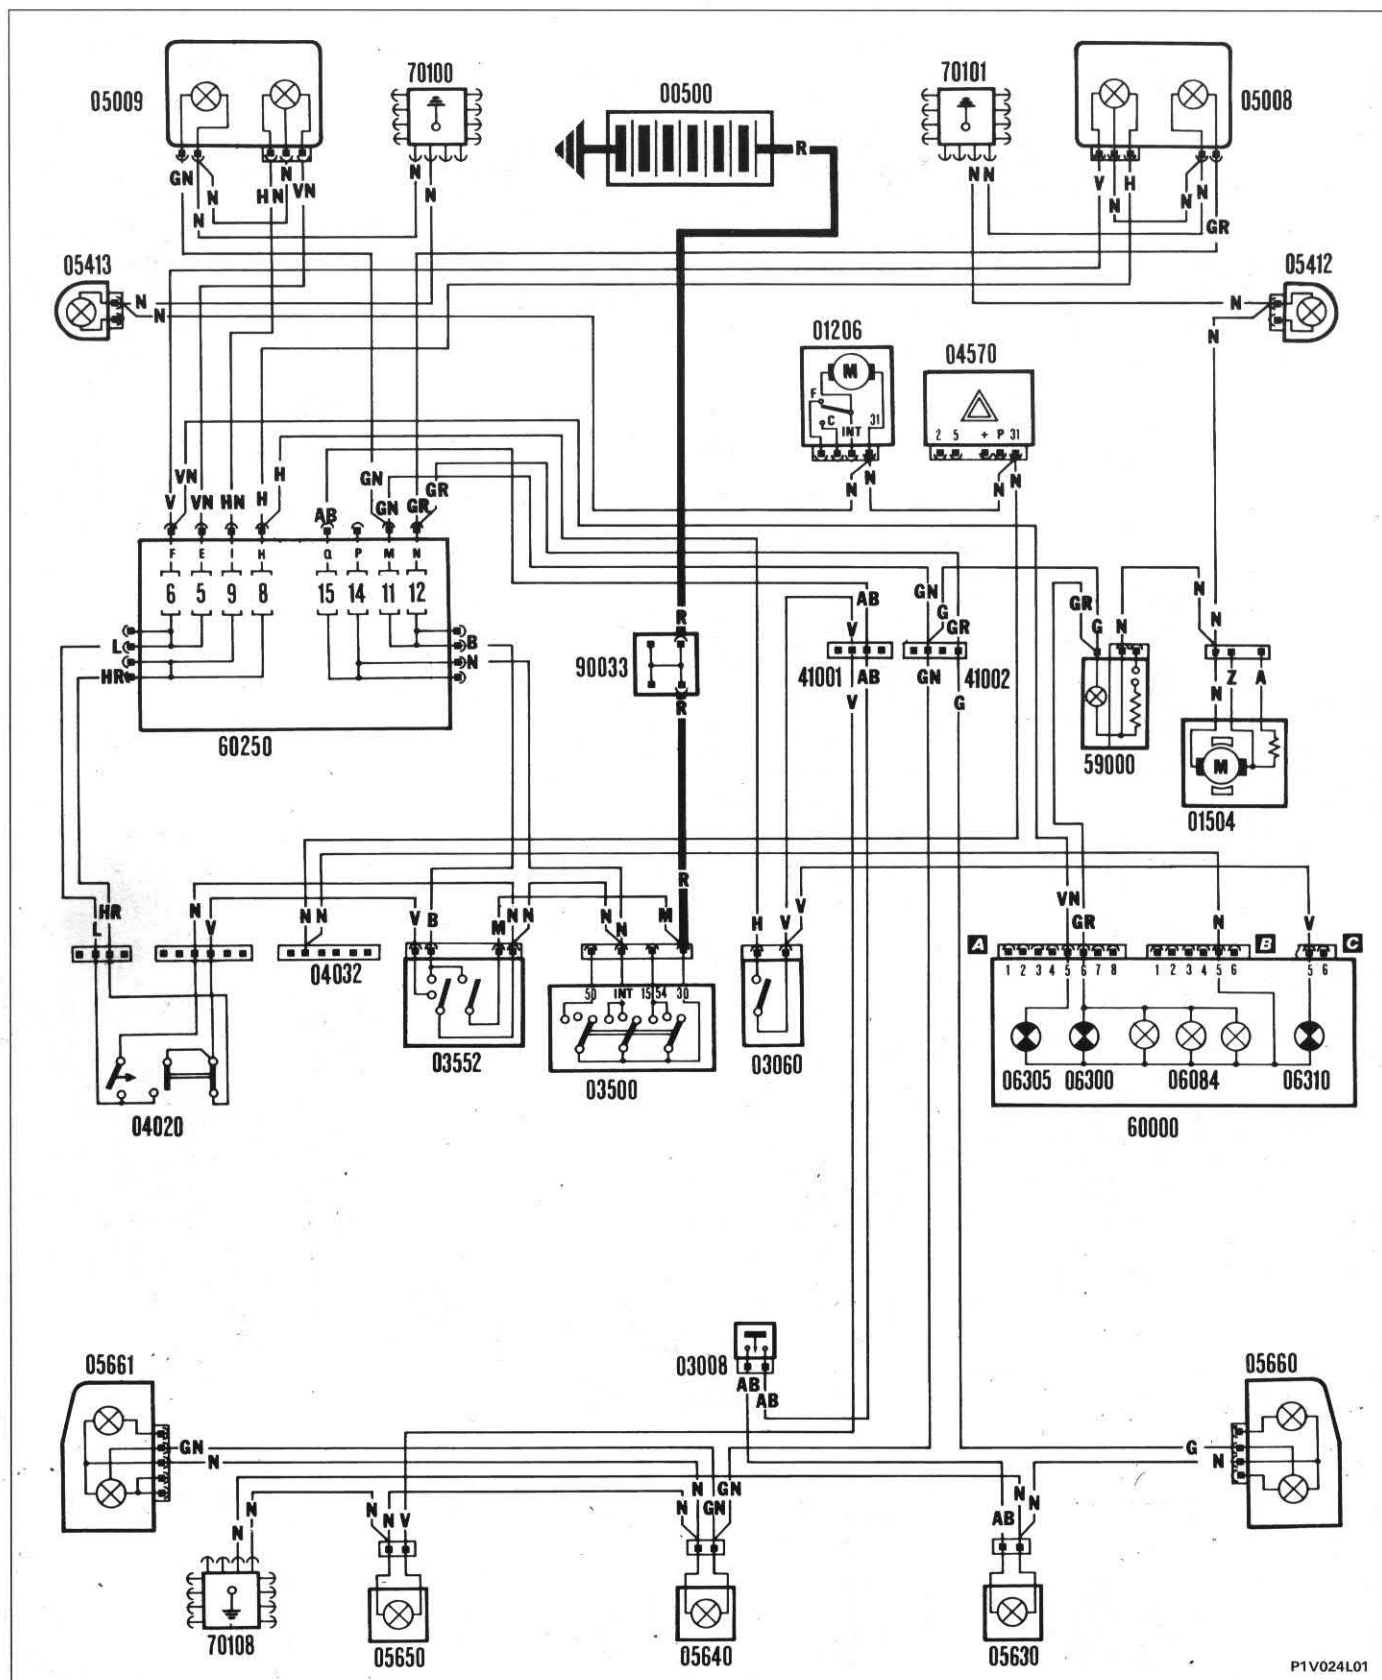 05009
70100
00500
70101
05008
R
GN
N
N
H N
N
VN
N
N
N N
V
N
H
N
N
GR
05413
N
N
05412
N
N
01206
M
F
C
INT
31
04570
2 5 + P 31
N
N
N
N
VN
V
VN
HN
H
H
AB
GN
GN
GR
GR
F E I H Q P M N
6 5 9 8 15 14 11 12
L
HR
B
N
60250
R
90033
R
GN
G
GR
AB
V
41001
AB
V
GN
41002
G
GR
G
N
59000
N
N
N
Z
A
M
01504
HR
L
N
V
N
N
04032
V
B
M
N
N
03552
N
N
M
R
50 INT 15/54 30
03500
H
V
V
03060
VN
GR
N
V
A
1 2 3 4 5 6 7 8
1 2 3 4 5 6
B
5 6
C
06305
06300
06084
06310
60000
04020
05661
03008
AB
AB
05660
GN
N
G
N
N
N
N
N
V
N
N
GN
GN
AB
N
N
70108
05650
05640
05630
P1V024L01